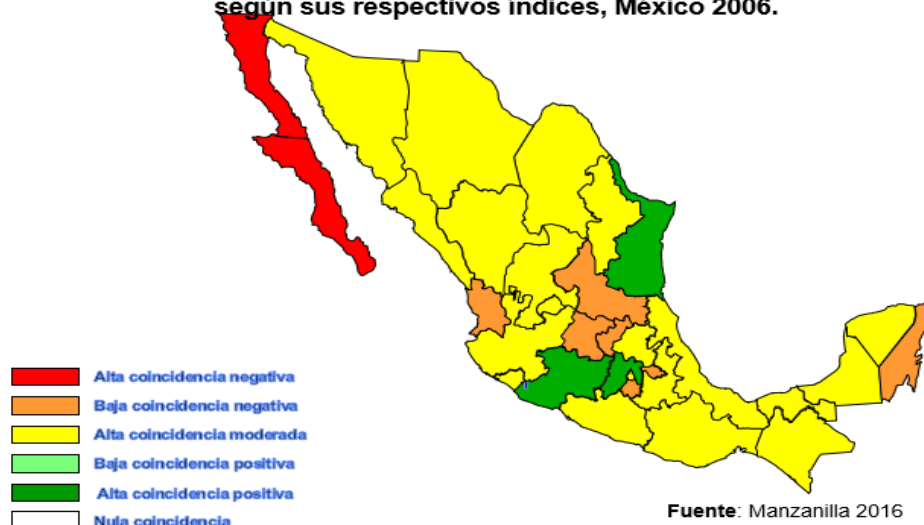 según sus respectivos índices, México 2006.
Alta coincidencia negativa
Baja coincidencia negativa
Alta coincidencia moderada
Baja coincidencia positiva
Alta coincidencia positiva
Nula coincidencia
Fuente: Manzanilla 2016